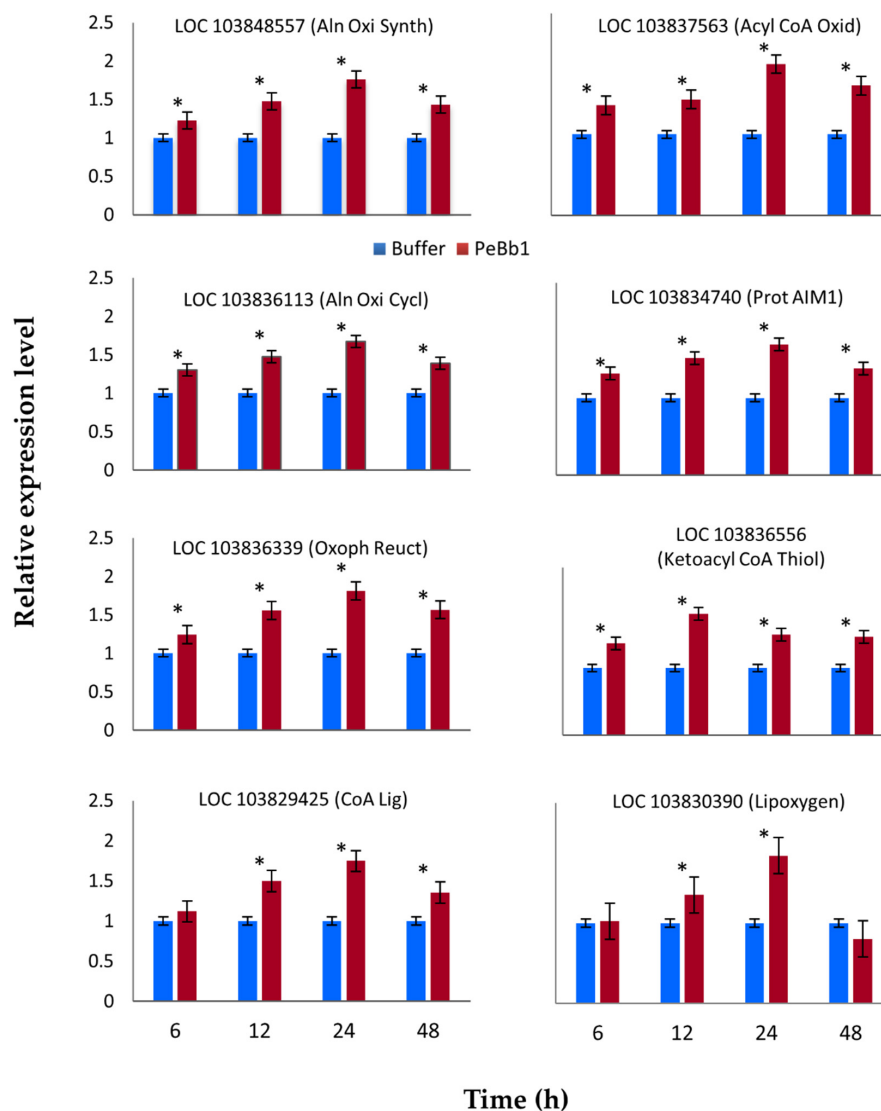 Relative expression level
LOC 103848557 (Aln Oxi Synth)
2.5
2
1.5
1
0.5
0
* * * *
LOC 103837563 (Acyl CoA Oxid)
* * * *
Buffer PeBb1
LOC 103836113 (Aln Oxi Cycl)
2.5
2
1.5
1
0.5
0
* * * *
LOC 103834740 (Prot AIM1)
* * * *
LOC 103836339 (Oxoph Reuct)
2.5
2
1.5
1
0.5
0
* * * *
LOC 103836556
(Ketoacyl CoA Thiol)
* * * *
LOC 103829425 (CoA Lig)
2.5
2
1.5
1
0.5
0
* * *
6 12 24 48
LOC 103830390 (Lipoxygen)
* *
6 12 24 48
Time (h)